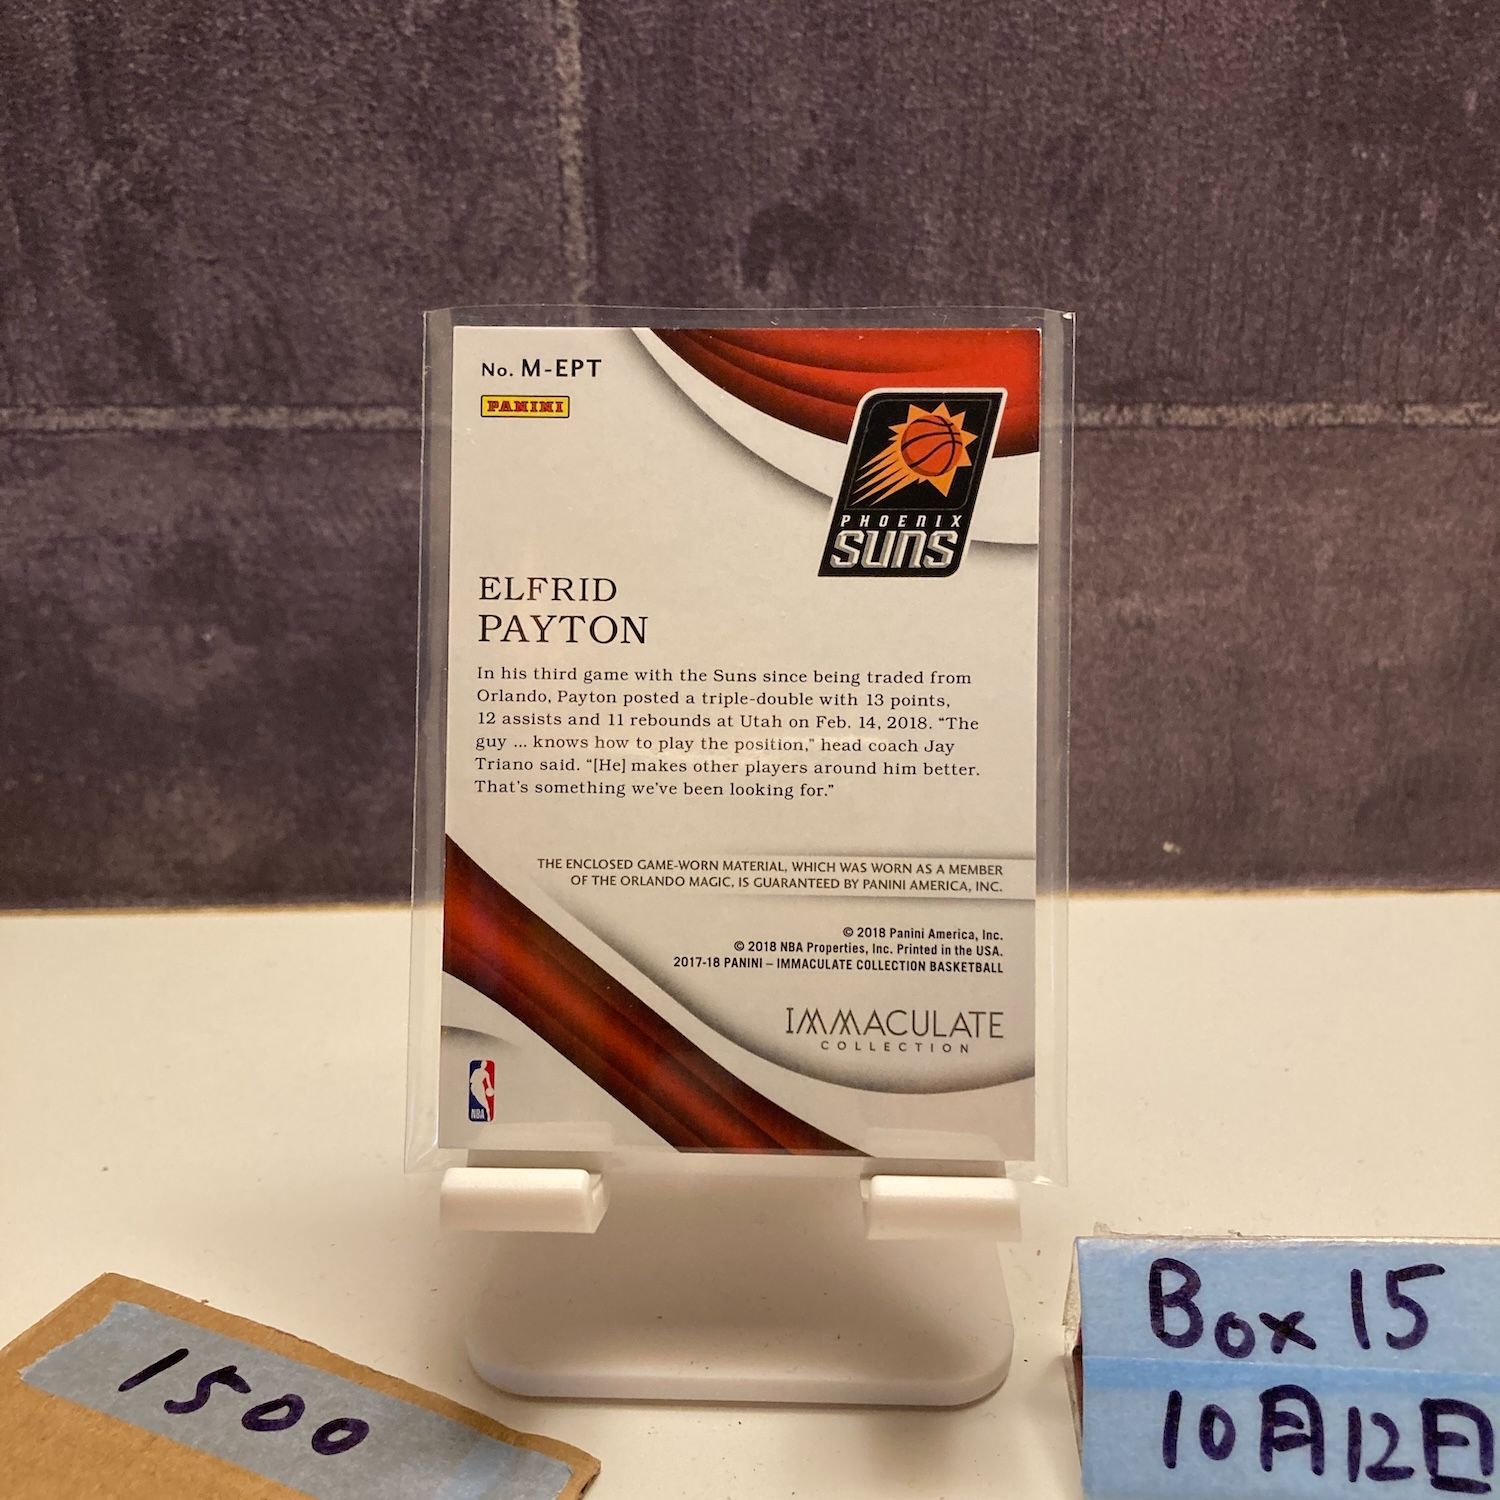 No. M-EPT
PANINI
PHOENIX
SUNS
ELFRID
PAYTON
In his third game with the Suns since being traded from
Orlando, Payton posted a triple-double with 13 points,
12 assists and 11 rebounds at Utah on Feb. 14, 2018. “The
guy ... knows how to play the position,” head coach Jay
Triano said. “[He] makes other players around him better.
That’s something we’ve been looking for.”
THE ENCLOSED GAME-WORN MATERIAL, WHICH WAS WORN AS A MEMBER
OF THE ORLANDO MAGIC, IS GUARANTEED BY PANINI AMERICA, INC.
© 2018 Panini America, Inc.
© 2018 NBA Properties, Inc. Printed in the USA.
2017-18 PANINI – IMMACULATE COLLECTION BASKETBALL
IMMACULATE
COLLECTION
NBA
1500
Box 15
10月12日